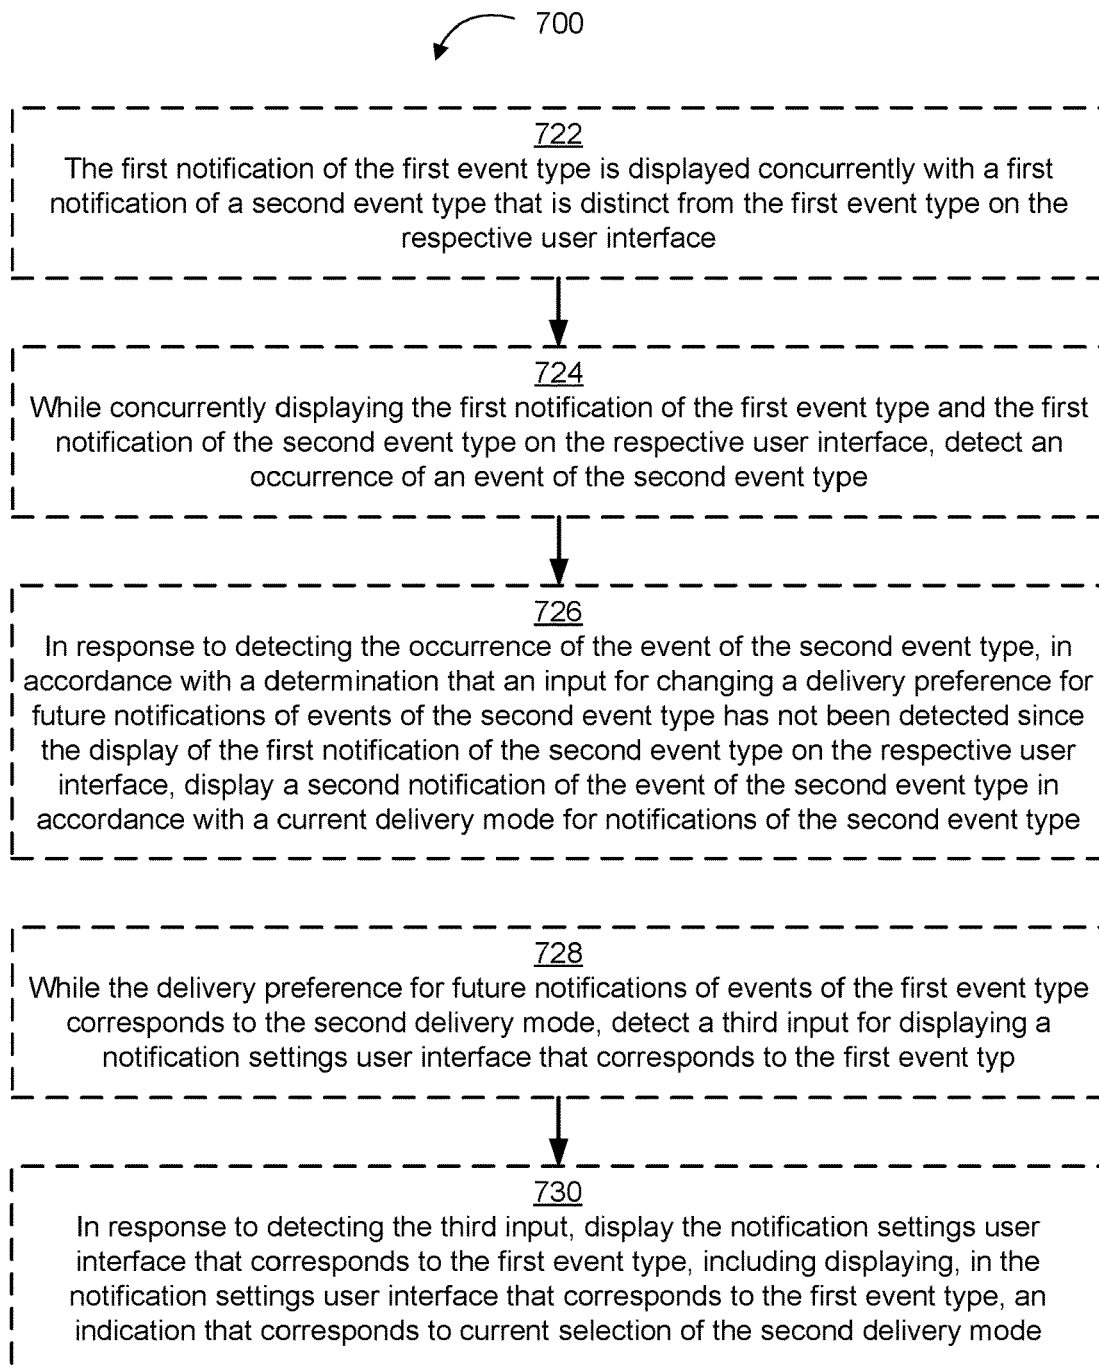 700
722
The first notification of the first event type is displayed concurrently with a first
notification of a second event type that is distinct from the first event type on the
respective user interface
724
While concurrently displaying the first notification of the first event type and the first
notification of the second event type on the respective user interface, detect an
occurrence of an event of the second event type
726
In response to detecting the occurrence of the event of the second event type, in
accordance with a determination that an input for changing a delivery preference for
future notifications of events of the second event type has not been detected since
the display of the first notification of the second event type on the respective user
interface, display a second notification of the event of the second event type in
accordance with a current delivery mode for notifications of the second event type
728
While the delivery preference for future notifications of events of the first event type
corresponds to the second delivery mode, detect a third input for displaying a
notification settings user interface that corresponds to the first event typ
730
In response to detecting the third input, display the notification settings user
interface that corresponds to the first event type, including displaying, in the
notification settings user interface that corresponds to the first event type, an
indication that corresponds to current selection of the second delivery mode